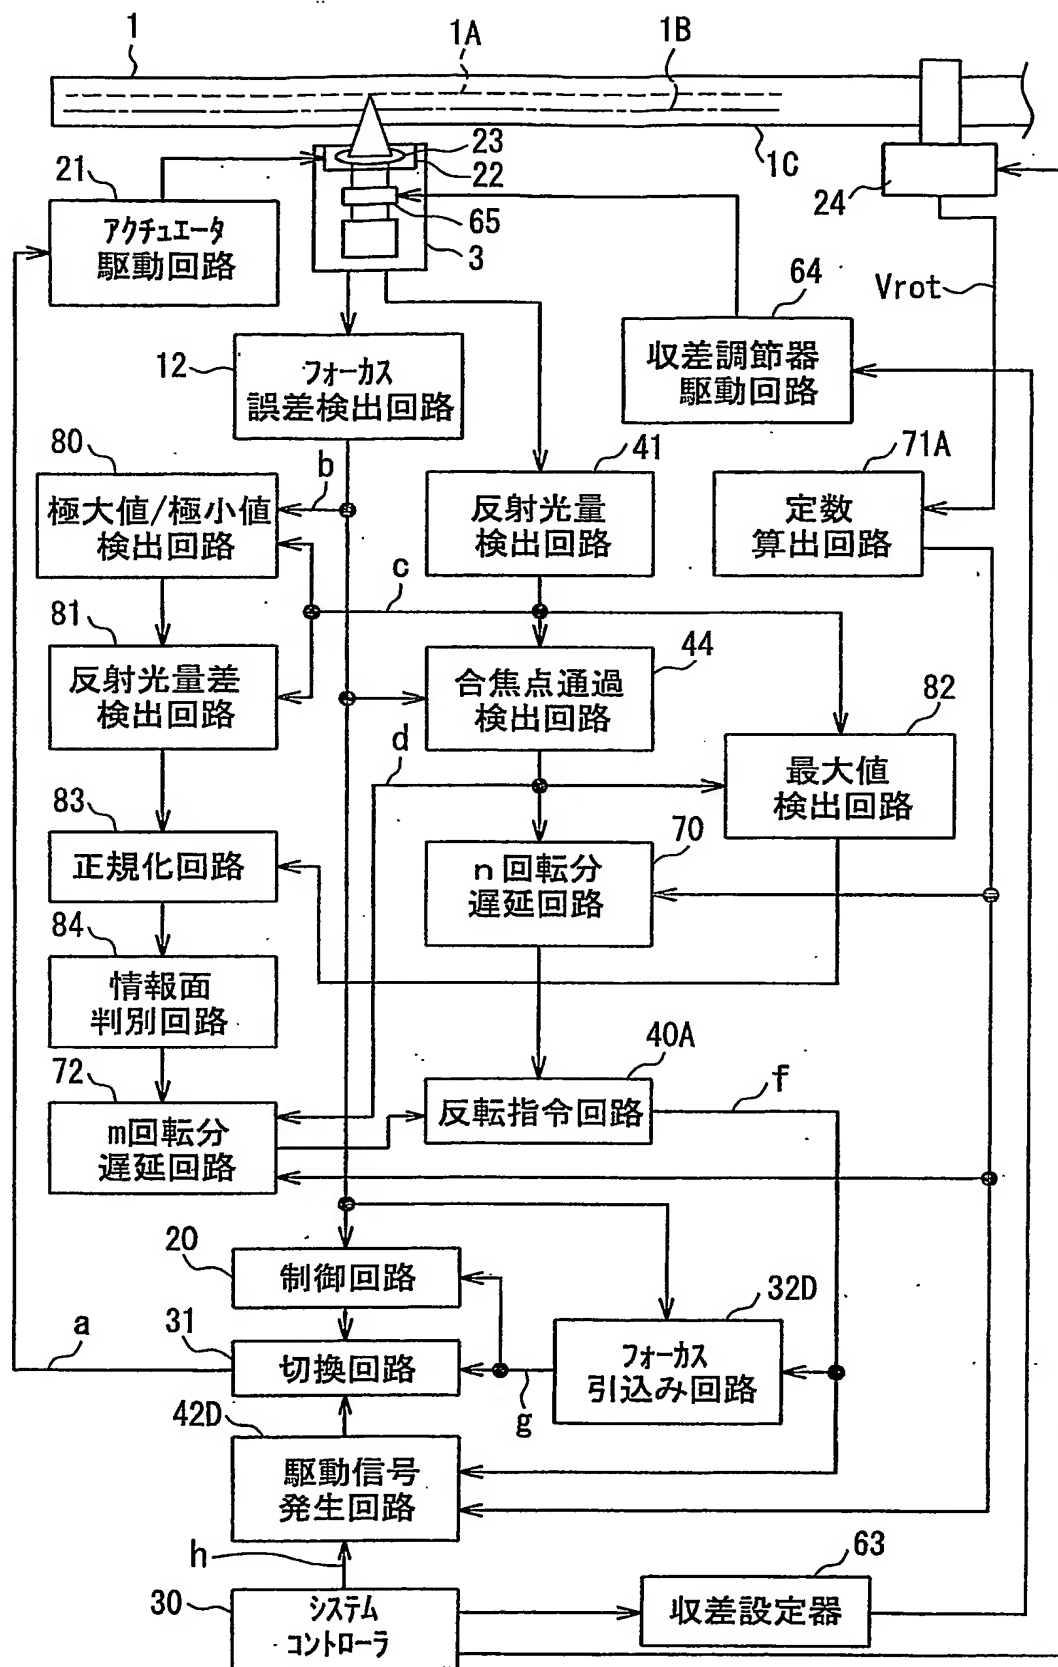 1
1A
1B
1C
23
22
21
アクチュエータ
駆動回路
65
3
24
Vrot
64
収差調節器
駆動回路
12
フォーカス
誤差検出回路
80
極大値/極小値
検出回路
b
41
反射光量
検出回路
71A
定数
算出回路
c
81
反射光量差
検出回路
44
合焦点通過
検出回路
82
最大値
検出回路
d
83
正規化回路
70
n回転分
遅延回路
84
情報面
判別回路
72
m回転分
遅延回路
40A
反転指令回路
f
20
制御回路
32D
フォーカス
引込み回路
a
31
切換回路
g
42D
駆動信号
発生回路
h
63
収差設定器
30
システム
コントローラ